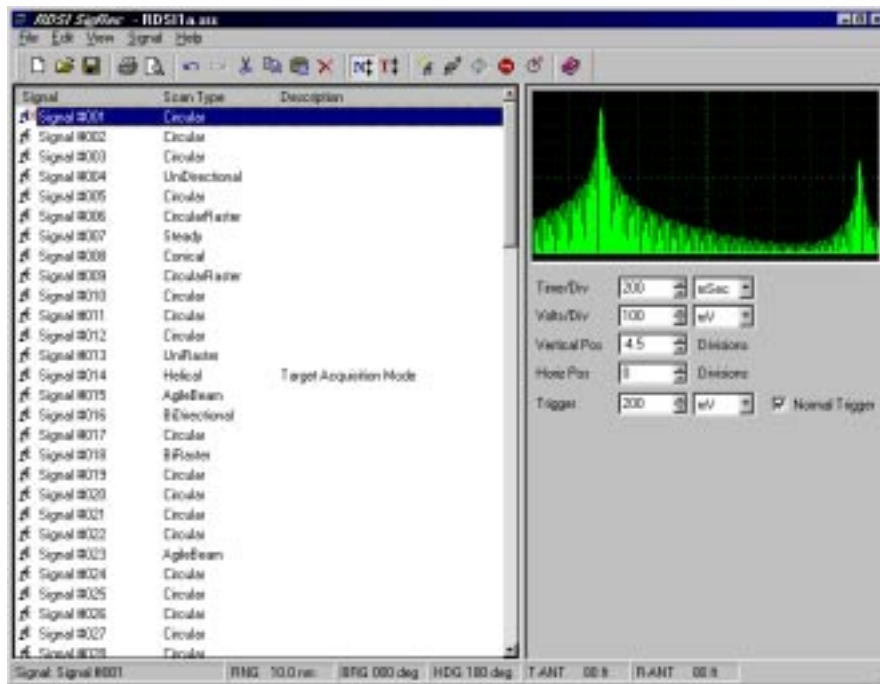 RDSI SigRec - RDSI1a.
File Edit View Signal Help
Signal Scan Type Description
Signal #001 Circular
Signal #002 Circular
Signal #003 Circular
Signal #004 UniDirectional
Signal #005 Circular
Signal #006 CircularRaster
Signal #007 Steady
Signal #008 Conical
Signal #009 CircularRaster
Signal #010 Circular
Signal #011 Circular
Signal #012 Circular
Signal #013 UniRaster
Signal #014 Helical Target Acquisition Mode
Signal #015 AgileBeam
Signal #016 BiDirectional
Signal #017 Circular
Signal #018 BiRaster
Signal #019 Circular
Signal #020 Circular
Signal #021 Circular
Signal #022 Circular
Signal #023 AgileBeam
Signal #024 Circular
Signal #025 Circular
Signal #026 Circular
Signal #027 Circular
Signal #028 Circular
Time/Div 200 mSec
Volts/Div 100 mV
Vertical Pos -4.5 Divisions
Horiz Pos 0 Divisions
Trigger 200 mV Normal Trigger
Signal: Signal #001 RNG 10.0 nm BRG 000 deg HDG 180 deg T-ANT 00 ft R-ANT 00 ft